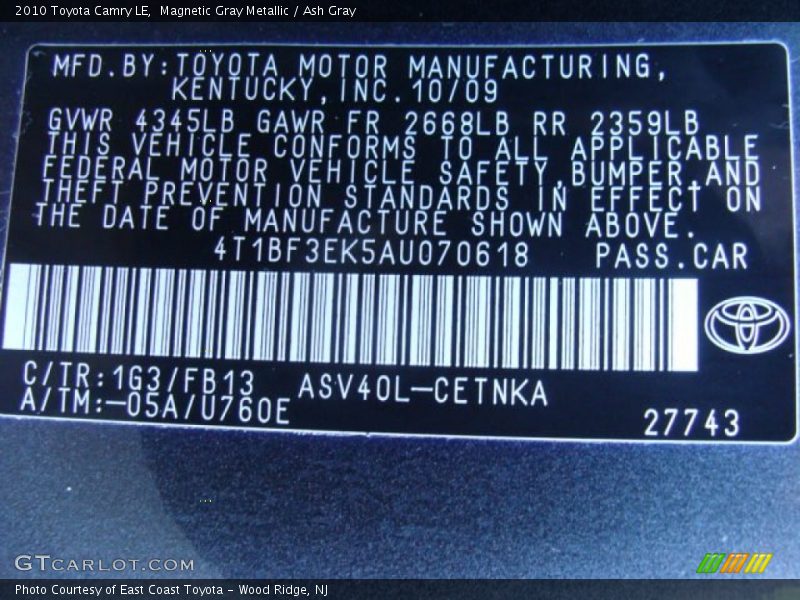 2010 Toyota Camry LE,  Magnetic Gray Metallic / Ash Gray
MFD.BY:TOYOTA MOTOR MANUFACTURING,
KENTUCKY,INC.10/09
GVWR 4345LB GAWR FR 2668LB RR 2359LB
THIS VEHICLE CONFORMS TO ALL APPLICABLE
FEDERAL MOTOR VEHICLE SAFETY,BUMPER,AND
THEFT PREVENTION STANDARDS IN EFFECT ON
THE DATE OF MANUFACTURE SHOWN ABOVE.
4T1BF3EK5AU070618 PASS.CAR
C/TR:1G3/FB13 ASV40L-CETNKA
A/TM:-05A/U760E
27743
GTCARLOT.COM
Photo Courtesy of East Coast Toyota - Wood Ridge, NJ